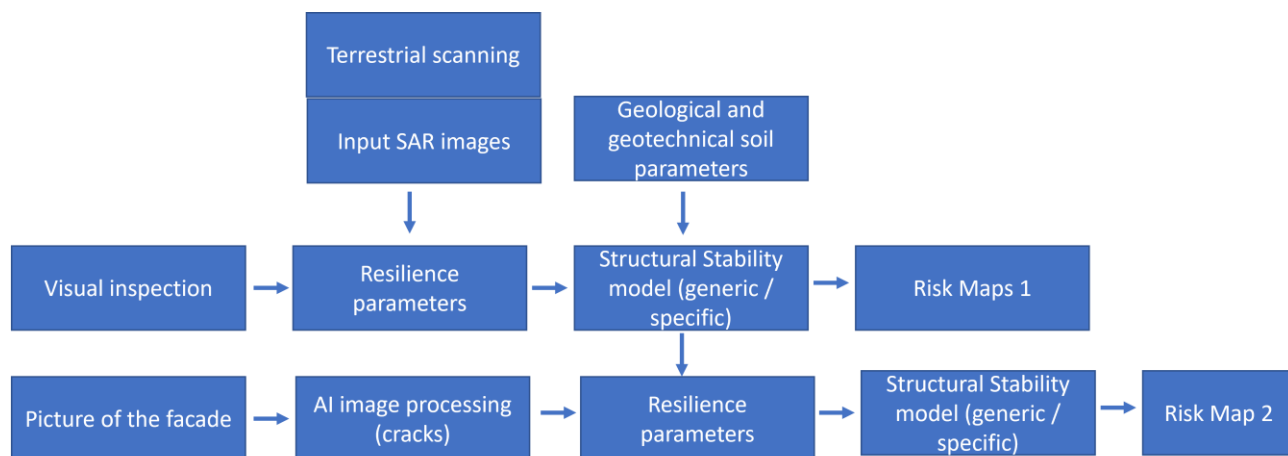 Terrestrial scanning
Input SAR images
Geological and
geotechnical soil
parameters
Visual inspection
Resilience
parameters
Structural Stability
model (generic /
specific)
Risk Maps 1
Picture of the facade
AI image processing
(cracks)
Resilience
parameters
Structural Stability
model (generic /
specific)
Risk Map 2